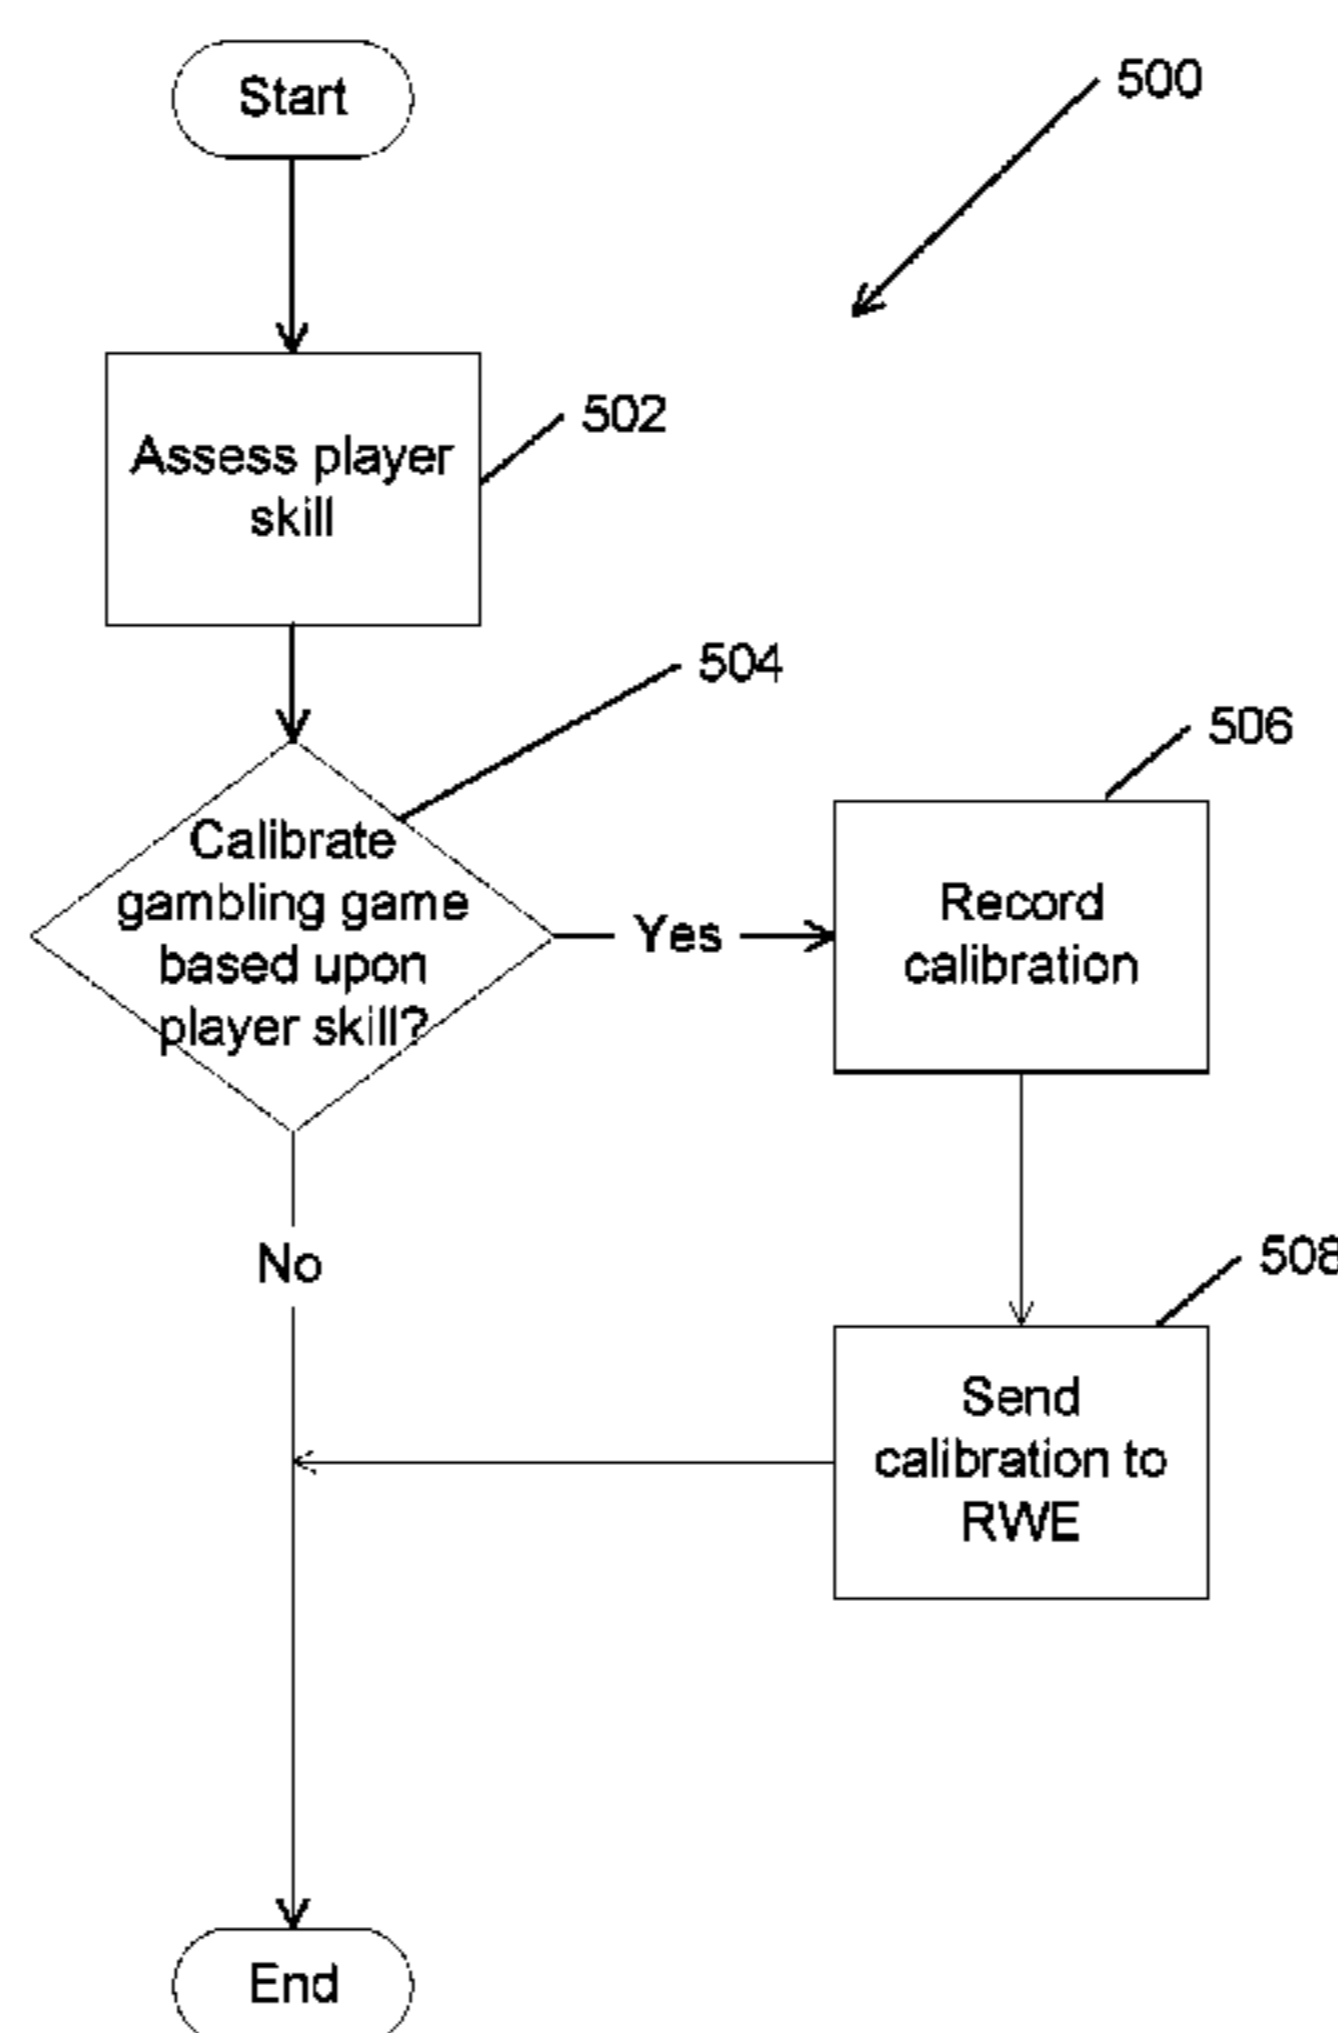 Start
500
Assess player
skill
502
504
Calibrate
gambling game
based upon
player skill?
Yes
506
Record
calibration
No
508
Send
calibration to
RWE
End